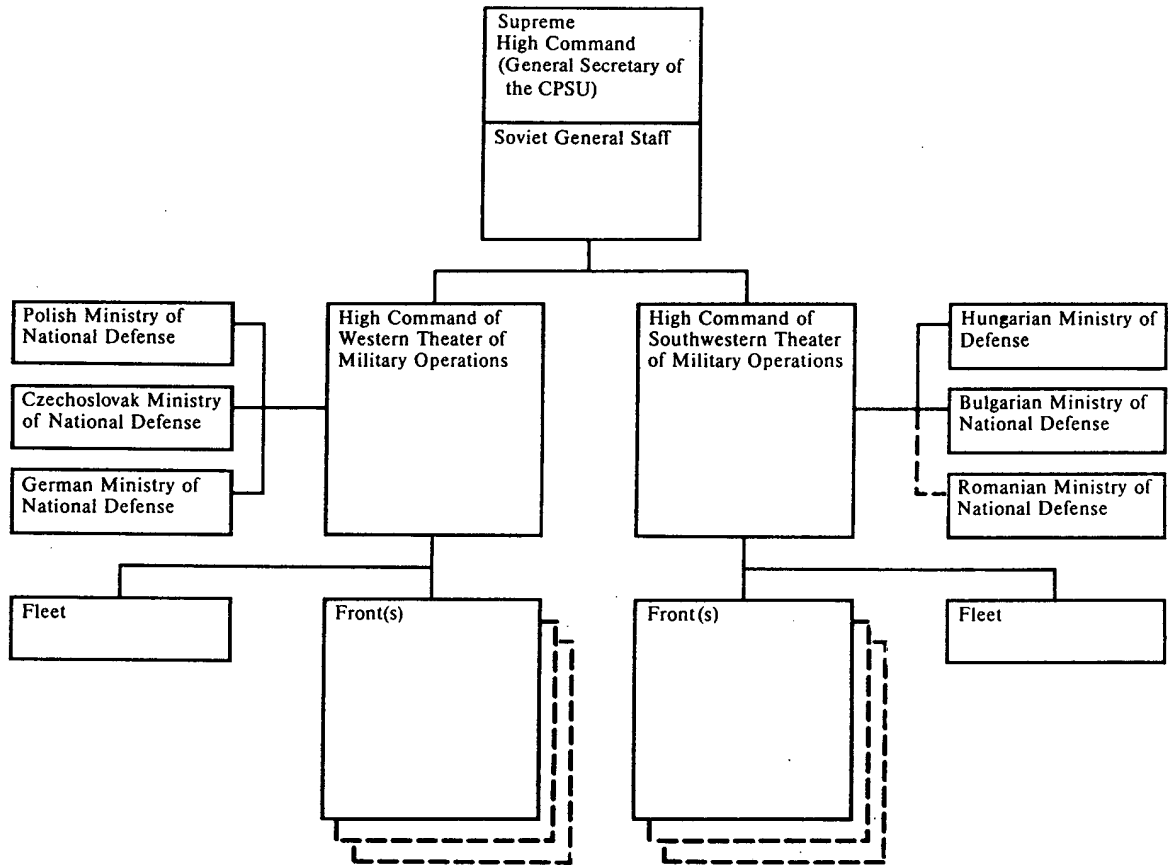 Supreme
High Command
(General Secretary of
the CPSU)
Soviet General Staff
Polish Ministry of
National Defense
Czechoslovak Ministry
of National Defense
German Ministry of
National Defense
High Command of
Western Theater of
Military Operations
High Command of
Southwestern Theater
of Military Operations
Hungarian Ministry of
Defense
Bulgarian Ministry of
National Defense
Romanian Ministry of
National Defense
Fleet
Front(s)
Front(s)
Fleet